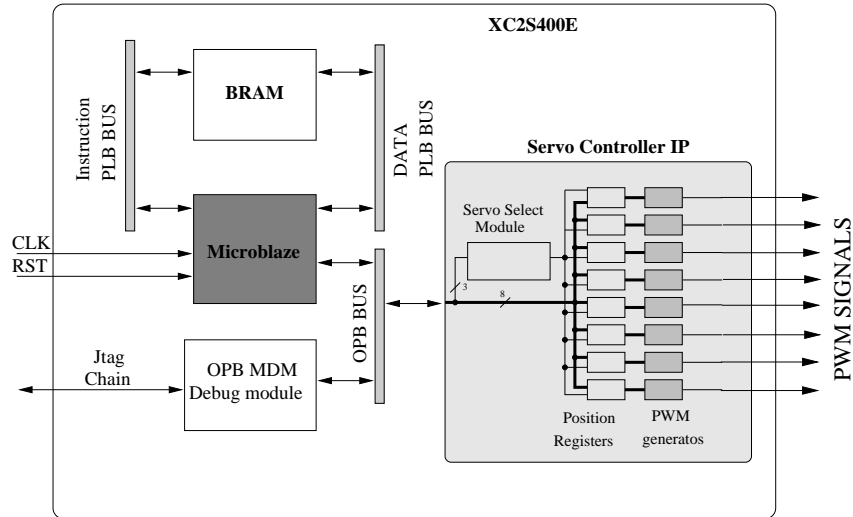 XC2S400E
BRAM
Instruction
PLB BUS
DATA
PLB BUS
Servo Controller IP
Servo Select
Module
CLK
RST
Microblaze
3
8
OPB BUS
PWM SIGNALS
Jtag
Chain
OPB MDM
Debug module
Position
Registers
PWM
generatos